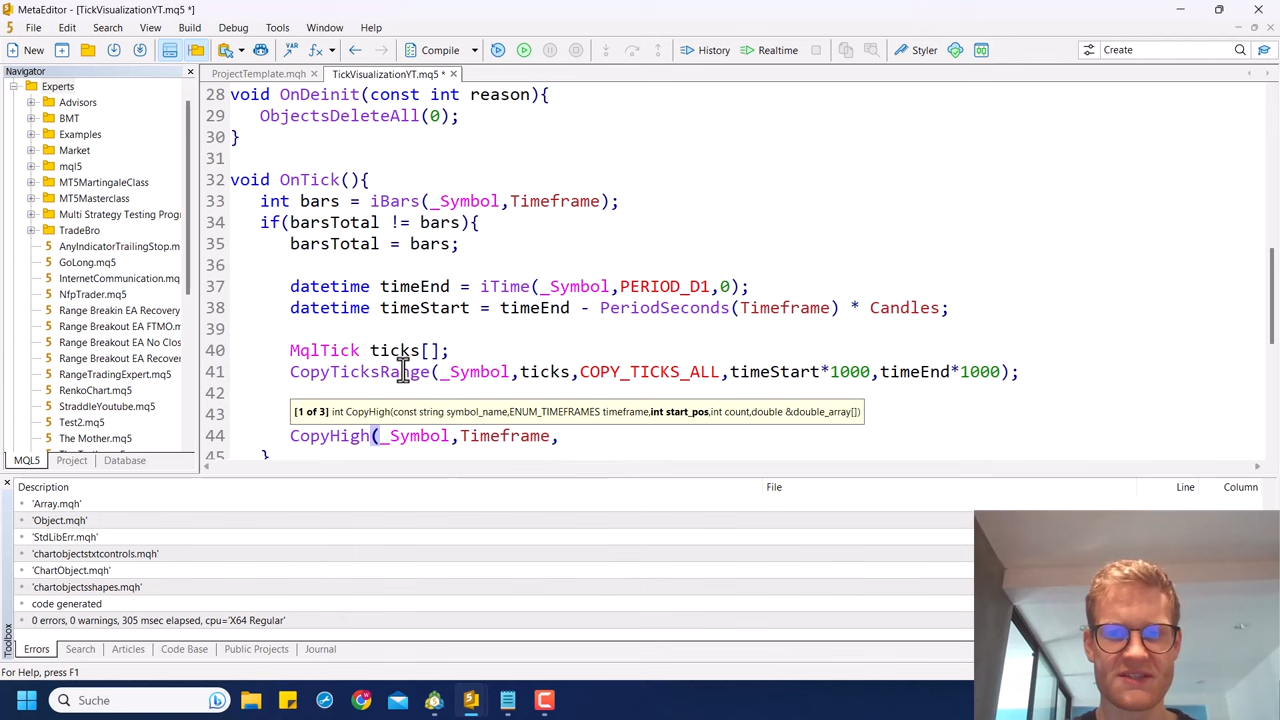 MetaEditor - [TickVisualizationYT.mq5 *]
File Edit Search View Build Debug Tools Window Help
New Compile History Realtime Styler Create
Navigator
ProjectTemplate.mqh TickVisualizationYT.mq5 *
Experts
Advisors
BMT
Examples
Market
mql5
MT5MartingaleClass
MT5Masterclass
Multi Strategy Testing Progr
TradeBro
AnyIndicatorTrailingStop.m
GoLong.mq5
InternetCommunication.mq
NfpTrader.mq5
Range Breakin EA Recovery
Range Breakout EA FTMO.m
Range Breakout EA No Clos
Range Breakout EA Recover
RangeTradingExpert.mq5
RenkoChart.mq5
StraddleYoutube.mq5
Test2.mq5
The Mother.mq5
MQL5 Project Database
28 void OnDeinit(const int reason){
29 ObjectsDeleteAll(0);
30 }
31
32 void OnTick(){
33 int bars = iBars(_Symbol,Timeframe);
34 if(barsTotal != bars){
35 barsTotal = bars;
36
37 datetime timeEnd = iTime(_Symbol,PERIOD_D1,0);
38 datetime timeStart = timeEnd - PeriodSeconds(Timeframe) * Candles;
39
40 MqlTick ticks[];
41 CopyTicksRange(_Symbol,ticks,COPY_TICKS_ALL,timeStart*1000,timeEnd*1000);
42
43 [1 of 3] int CopyHigh(const string symbol_name,ENUM_TIMEFRAMES timeframe,int start_pos,int count,double &double_array[])
44 CopyHigh(_Symbol,Timeframe,
45 }
Description File Line Column
'Array.mqh'
'Object.mqh'
'StdLibErr.mqh'
'chartobjectstxtcontrols.mqh'
'ChartObject.mqh'
'chartobjectsshapes.mqh'
code generated
0 errors, 0 warnings, 305 msec elapsed, cpu='X64 Regular'
Toolbox
Errors Search Articles Code Base Public Projects Journal
For Help, press F1
Suche